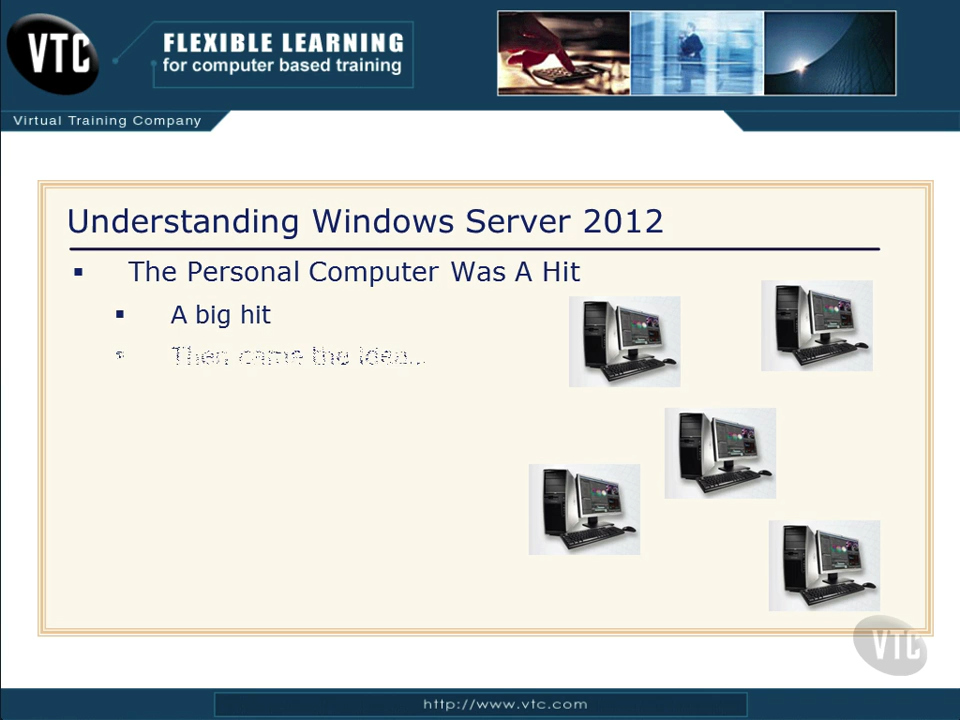 VTC
FLEXIBLE LEARNING
for computer based training
Virtual Training Company
Understanding Windows Server 2012
▪ The Personal Computer Was A Hit
▪ A big hit
▪ Then came the idea...
VTC
http://www.vtc.com